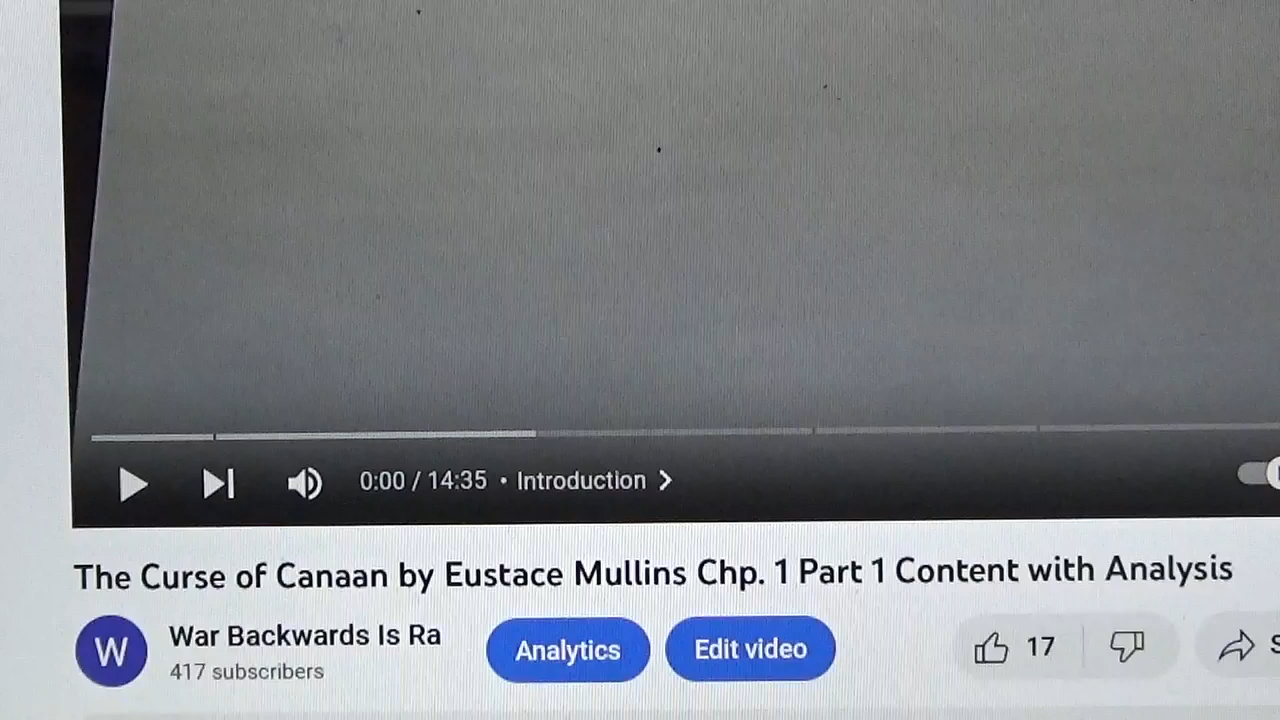 0:00 / 14:35 • Introduction
The Curse of Canaan by Eustace Mullins Chp. 1 Part 1 Content with Analysis
W
War Backwards Is Ra
417 subscribers
Analytics
Edit video
17
S